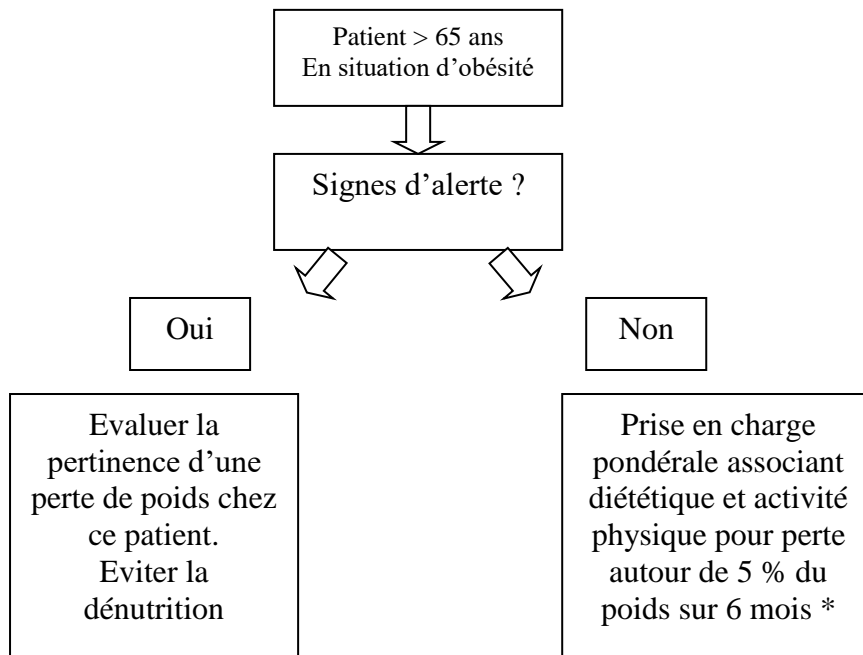 Patient > 65 ans
En situation d’obésité
Signes d’alerte ?
Oui
Non
Evaluer la
pertinence d’une
perte de poids chez
ce patient.
Eviter la
dénutrition
Prise en charge
pondérale associant
diététique et activité
physique pour perte
autour de 5 % du
poids sur 6 mois *